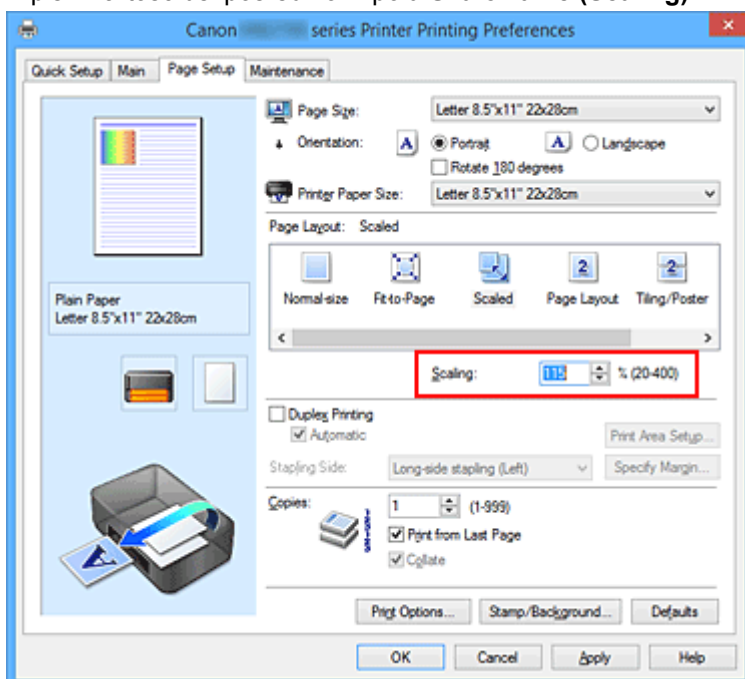 (Scaling)
Canon series Printer Printing Preferences
Quick Setup Main Page Setup Maintenance
Page Size: Letter 8.5"x11" 22x28cm
Orientation: A Portrait A Landscape
Rotate 180 degrees
Printer Paper Size: Letter 8.5"x11" 22x28cm
Page Layout: Scaled
2 2
Normal-size Fit-to-Page Scaled Page Layout Tiling/Poster
Plain Paper
Letter 8.5"x11" 22x28cm
Scaling: 115 % (20-400)
Duplex Printing
Automatic
Print Area Setup...
Stapling Side: Long-side stapling (Left) Specify Margin...
Copies: 1 (1-999)
Print from Last Page
Collate
A
Print Options... Stamp/Background... Defaults
OK Cancel Apply Help